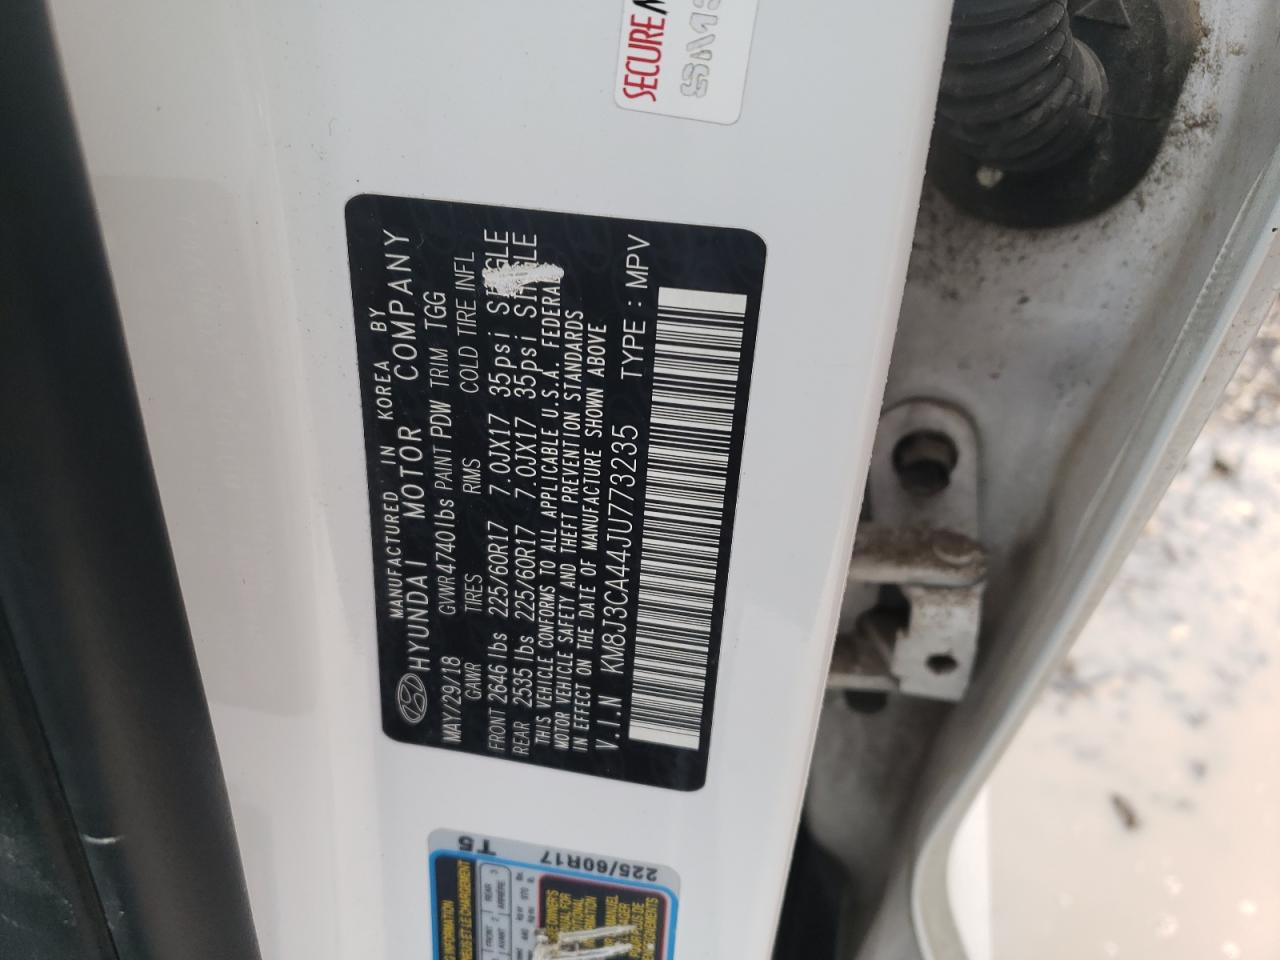 SECURE
MANUFACTURED IN KOREA BY
HYUNDAI MOTOR COMPANY
MAY/29/18 GVWR 4740lbs PAINT PDW TRIM TGG
GAWR TIRES RIMS COLD TIRE INFL
FRONT 2646 lbs 225/60R17 7.0JX17 35psi SINGLE
REAR 2535 lbs 225/60R17 7.0JX17 35psi SINGLE
THIS VEHICLE CONFORMS TO ALL APPLICABLE U.S.A. FEDERAL
MOTOR VEHICLE SAFETY AND THEFT PREVENTION STANDARDS
IN EFFECT ON THE DATE OF MANUFACTURE SHOWN ABOVE
V.I.N KM8J3CA44JU773235 TYPE : MPV
225/60R17 T5